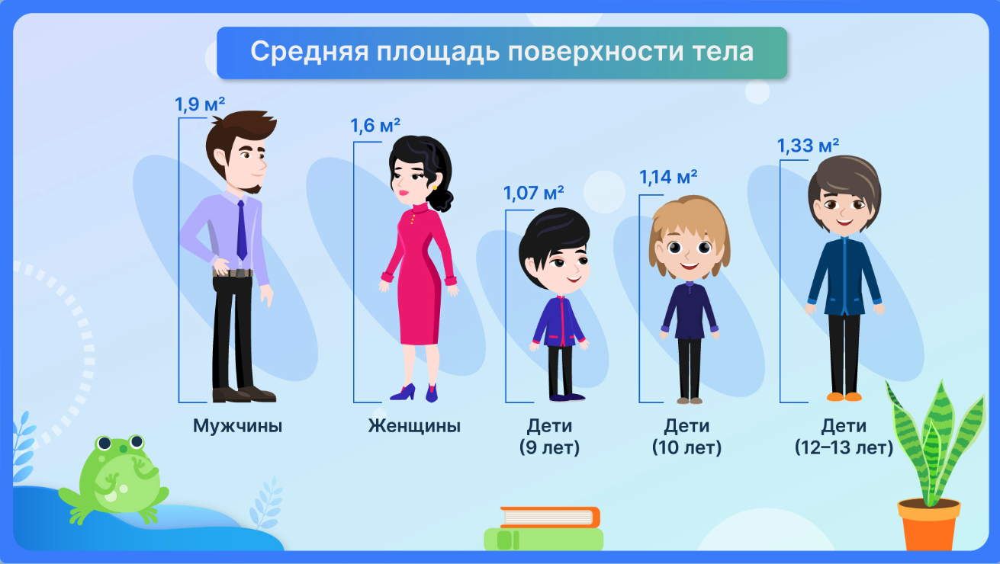 Средняя площадь поверхности тела
1,9 м²
1,6 м²
1,07 м²
1,14 м²
1,33 м²
Мужчины
Женщины
Дети
(9 лет)
Дети
(10 лет)
Дети
(12–13 лет)